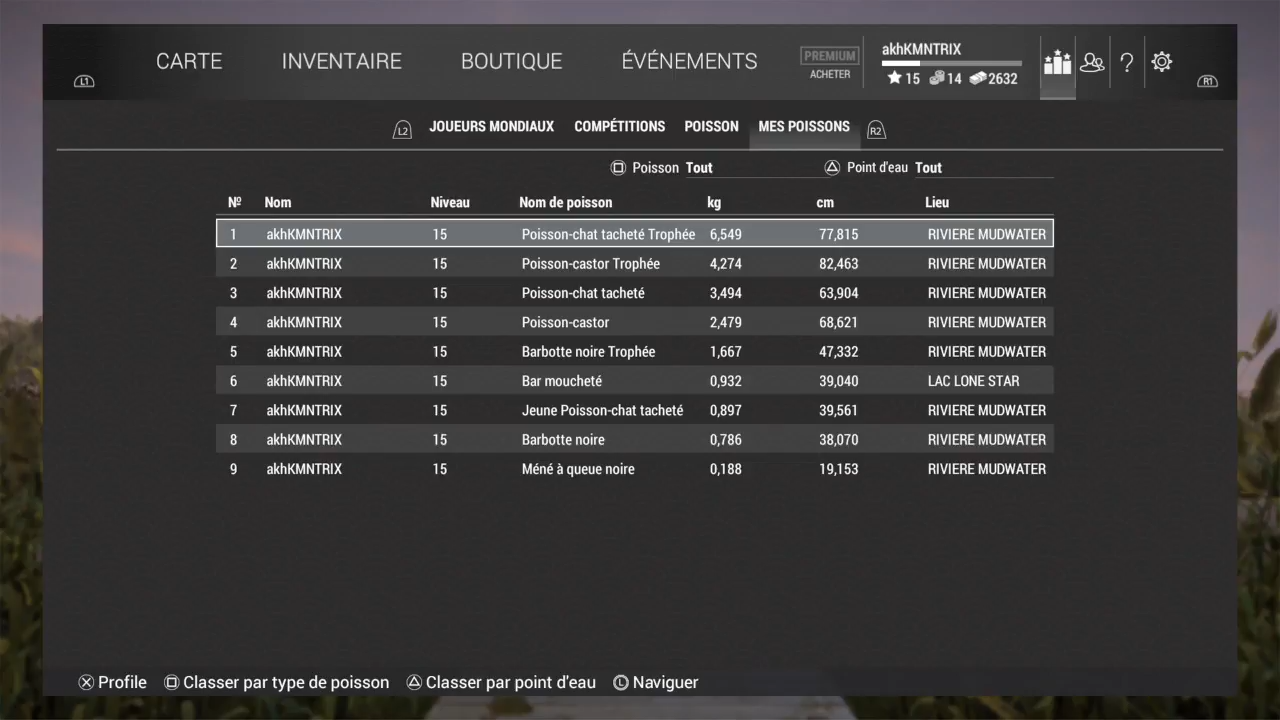 CARTE INVENTAIRE BOUTIQUE ÉVÉNEMENTS PREMIUM ACHETER akhKMNTRIX 15 14 2632 ?
L1 R1
L2 JOUEURS MONDIAUX COMPÉTITIONS POISSON MES POISSONS R2
Poisson Tout Point d'eau Tout
Nº Nom Niveau Nom de poisson kg cm Lieu
1 akhKMNTRIX 15 Poisson-chat tacheté Trophée 6,549 77,815 RIVIERE MUDWATER
2 akhKMNTRIX 15 Poisson-castor Trophée 4,274 82,463 RIVIERE MUDWATER
3 akhKMNTRIX 15 Poisson-chat tacheté 3,494 63,904 RIVIERE MUDWATER
4 akhKMNTRIX 15 Poisson-castor 2,479 68,621 RIVIERE MUDWATER
5 akhKMNTRIX 15 Barbotte noire Trophée 1,667 47,332 RIVIERE MUDWATER
6 akhKMNTRIX 15 Bar moucheté 0,932 39,040 LAC LONE STAR
7 akhKMNTRIX 15 Jeune Poisson-chat tacheté 0,897 39,561 RIVIERE MUDWATER
8 akhKMNTRIX 15 Barbotte noire 0,786 38,070 RIVIERE MUDWATER
9 akhKMNTRIX 15 Méné à queue noire 0,188 19,153 RIVIERE MUDWATER
Profile Classer par type de poisson Classer par point d'eau L Naviguer